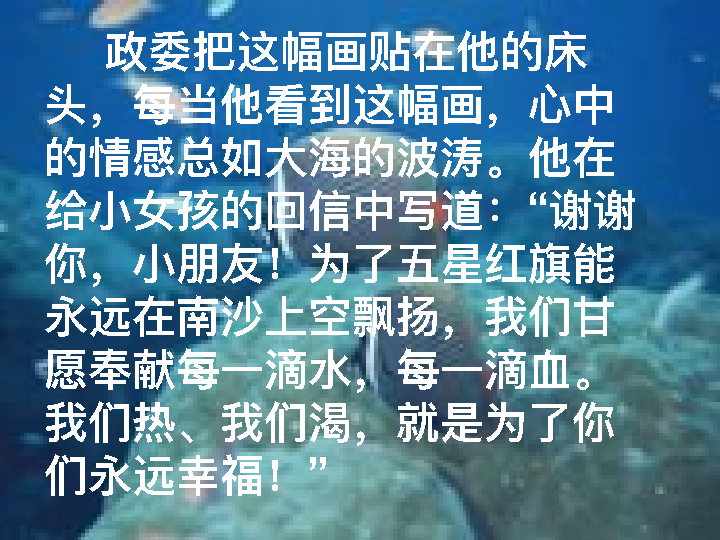 政委把这幅画贴在他的床
头，每当他看到这幅画，心中
的情感总如大海的波涛。他在
给小女孩的回信中写道：“谢谢
你，小朋友！为了五星红旗能
永远在南沙上空飘扬，我们甘
愿奉献每一滴水，每一滴血。
我们热、我们渴，就是为了你
们永远幸福！”